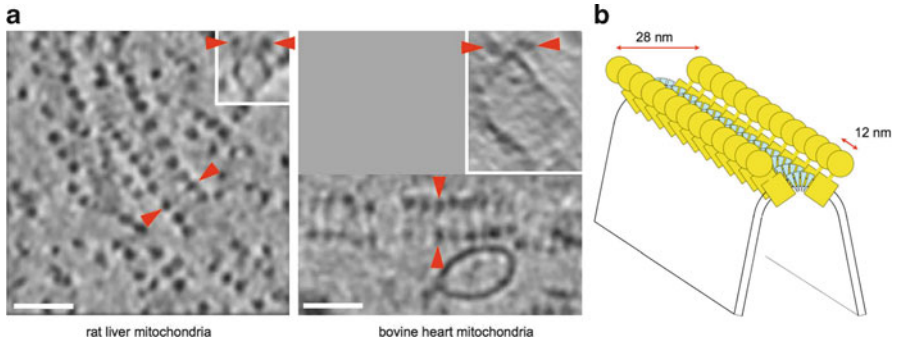 a
b
28 nm
12 nm
rat liver mitochondria
bovine heart mitochondria